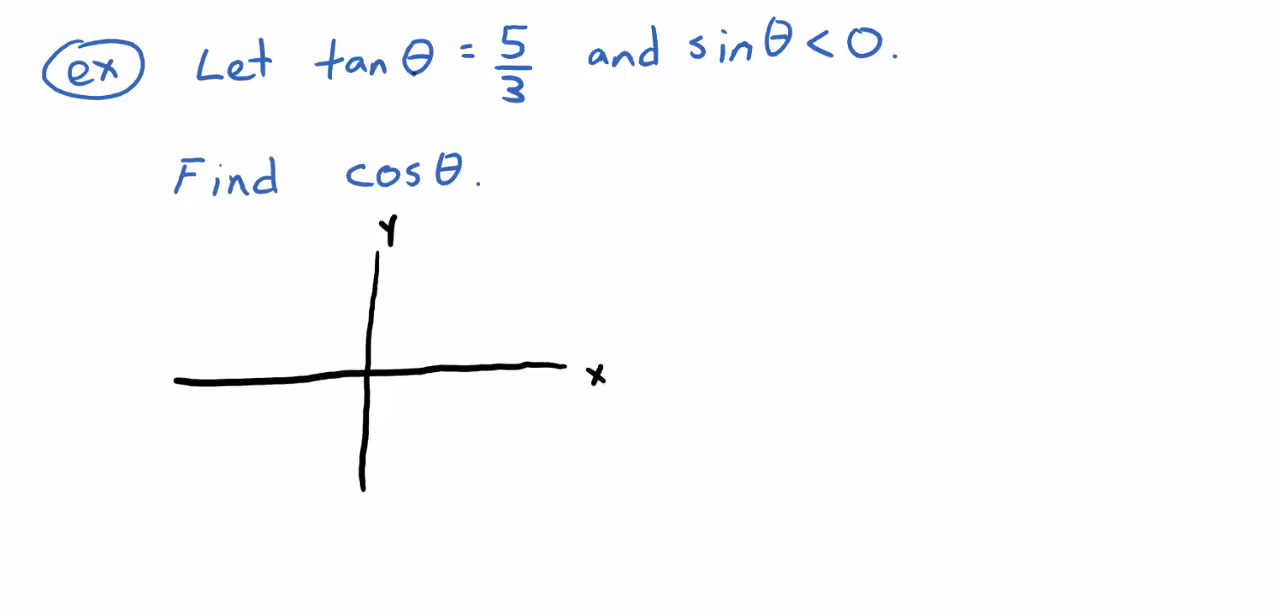 ex Let tan θ = 5/3 and sin θ < 0.
Find cos θ.
Y
X